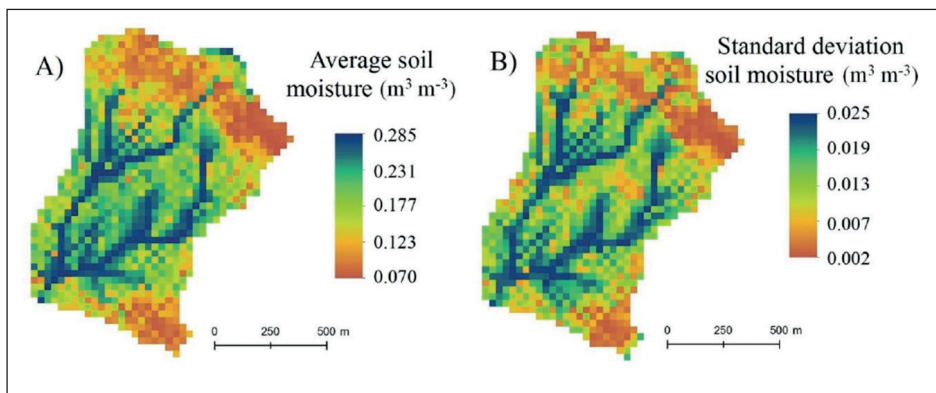 A)
Average soil
moisture (m³ m⁻³)
0.285
0.231
0.177
0.123
0.070
0 250 500 m
B)
Standard deviation
soil moisture (m³ m⁻³)
0.025
0.019
0.013
0.007
0.002
0 250 500 m